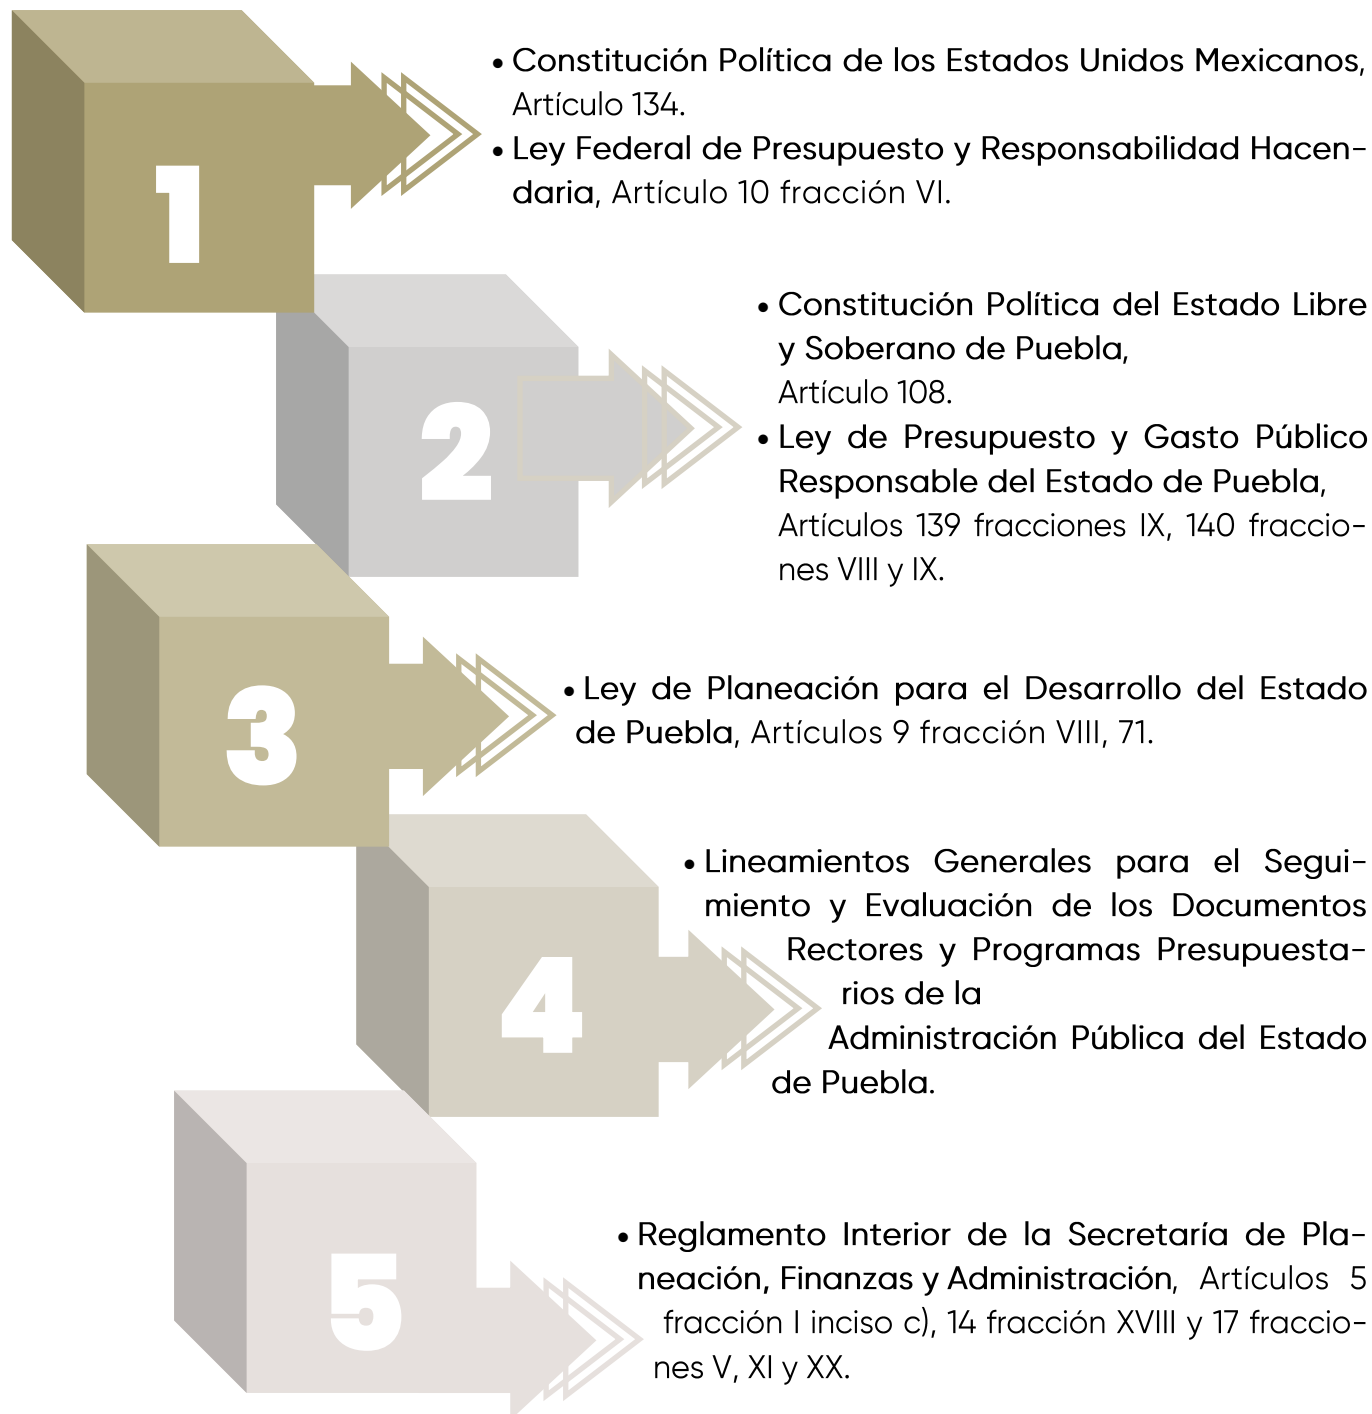 1
• Constitución Política de los Estados Unidos Mexicanos,
Artículo 134.
• Ley Federal de Presupuesto y Responsabilidad Hacen-
daria, Artículo 10 fracción VI.
2
• Constitución Política del Estado Libre
y Soberano de Puebla,
Artículo 108.
• Ley de Presupuesto y Gasto Público
Responsable del Estado de Puebla,
Artículos 139 fracciones IX, 140 fraccio-
nes VIII y IX.
3
• Ley de Planeación para el Desarrollo del Estado
de Puebla, Artículos 9 fracción VIII, 71.
4
• Lineamientos Generales para el Segui-
miento y Evaluación de los Documentos
Rectores y Programas Presupuesta-
rios de la
Administración Pública del Estado
de Puebla.
5
• Reglamento Interior de la Secretaría de Pla-
neación, Finanzas y Administración, Artículos 5
fracción I inciso c), 14 fracción XVIII y 17 fraccio-
nes V, XI y XX.